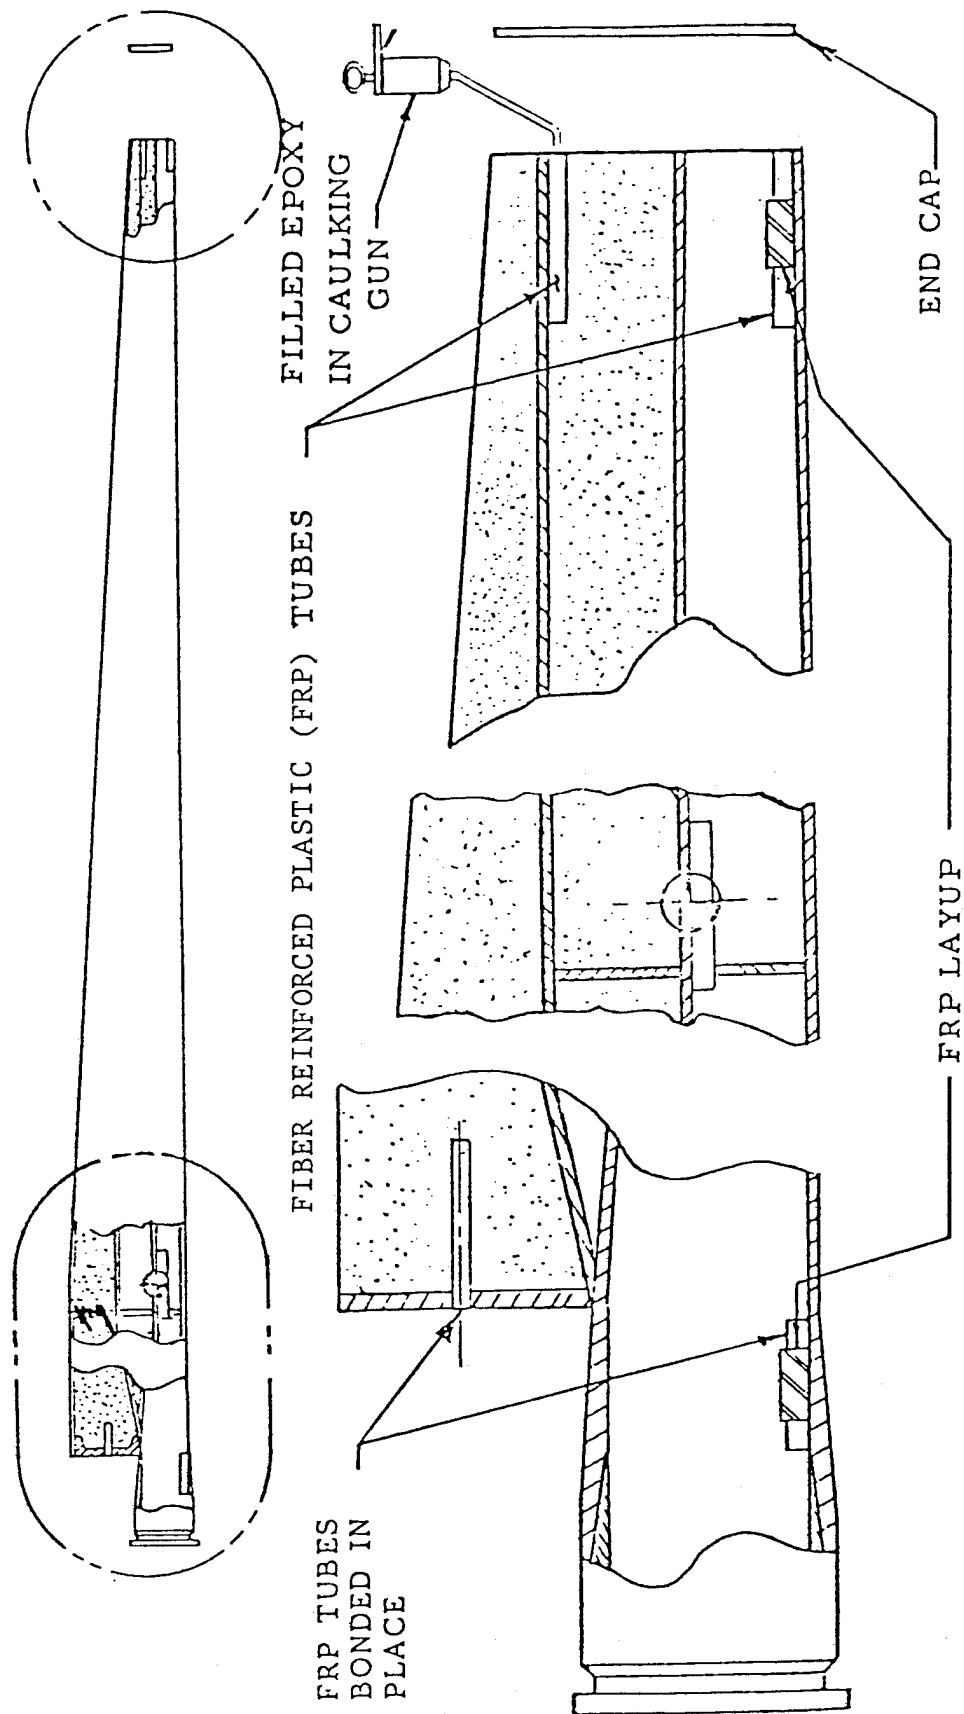 FILLED EPOXY
IN CAULKING
GUN
END CAP
FIBER REINFORCED PLASTIC (FRP) TUBES
FRP LAYUP
FRP TUBES
BONDED IN
PLACE